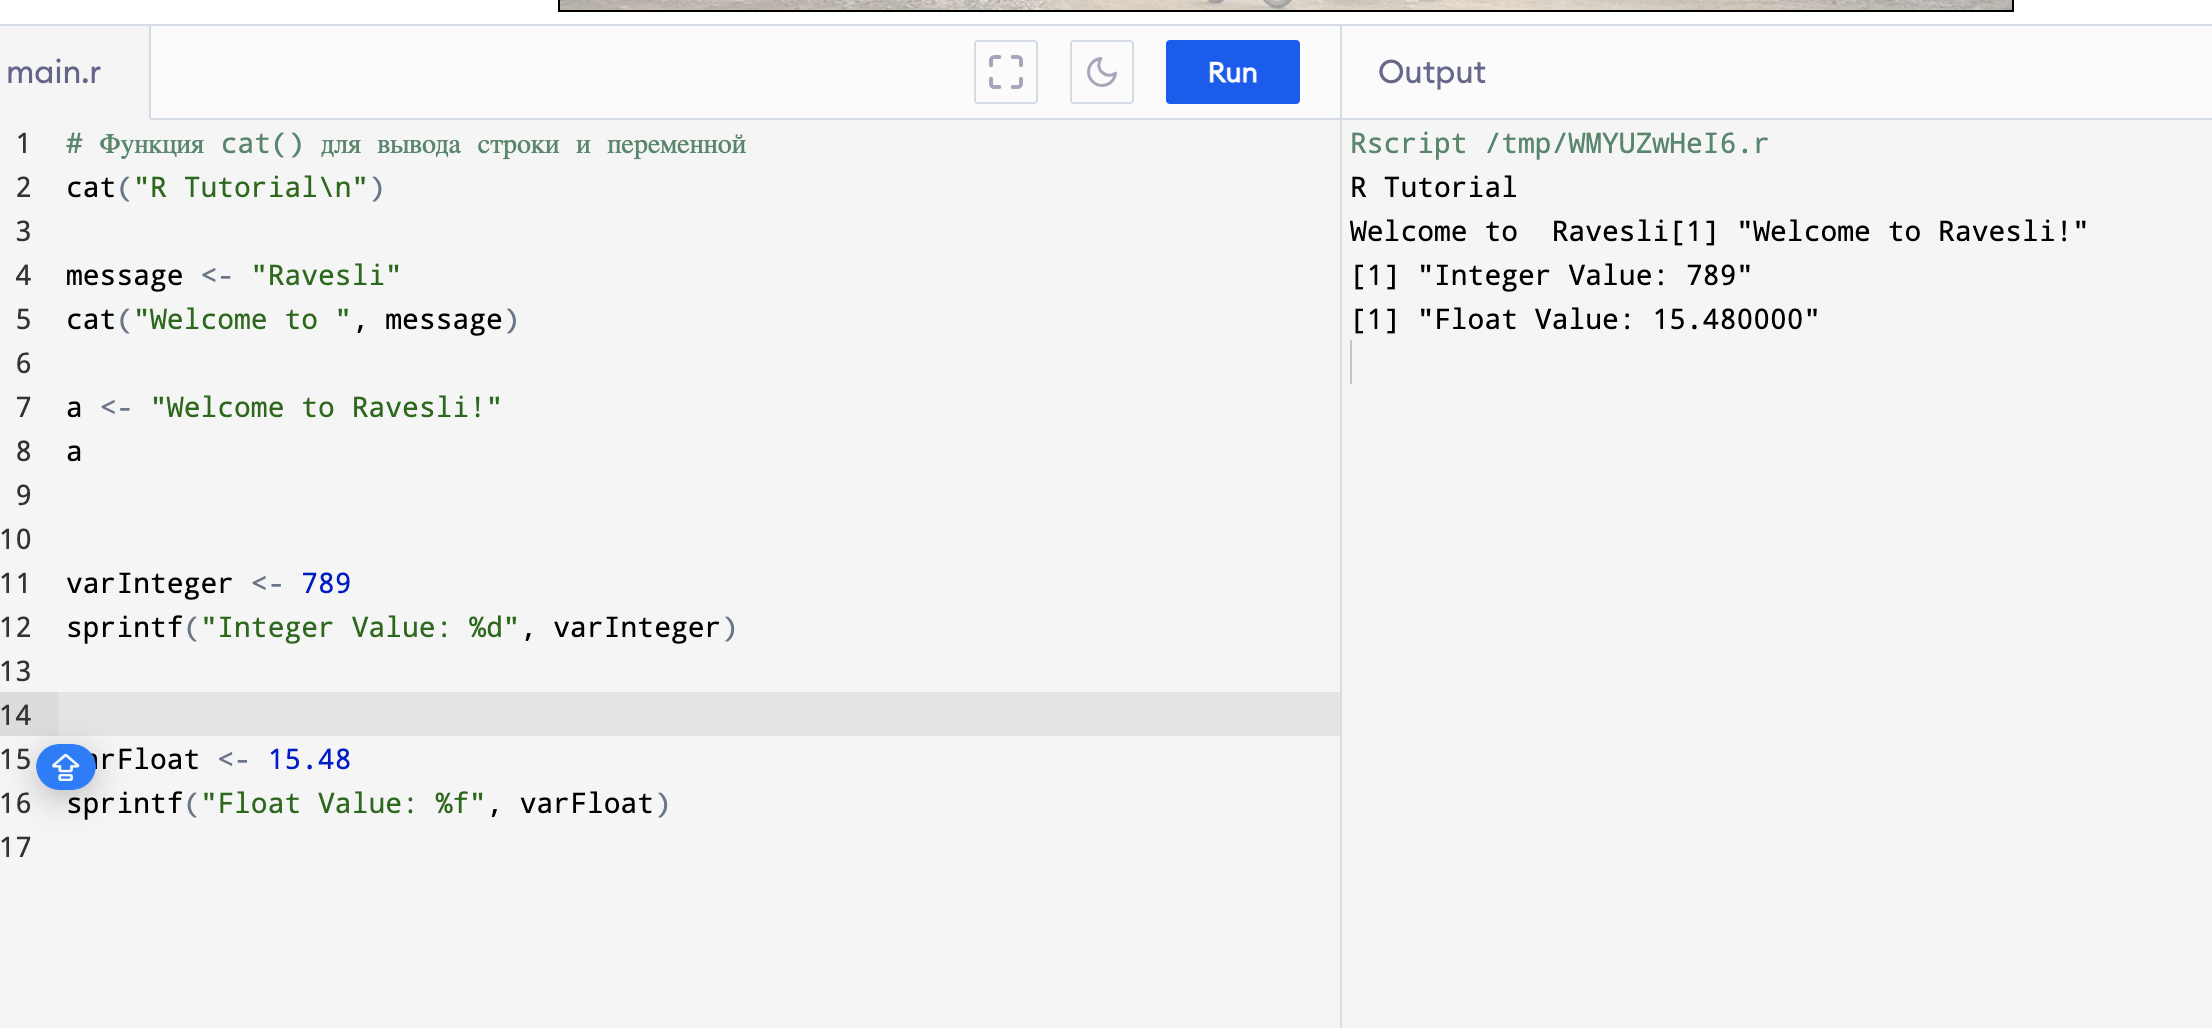 main.r
Run
Output
1 # Функция cat() для вывода строки и переменной
2 cat("R Tutorial\n")
3
4 message <- "Ravesli"
5 cat("Welcome to ", message)
6
7 a <- "Welcome to Ravesli!"
8 a
9
10
11 varInteger <- 789
12 sprintf("Integer Value: %d", varInteger)
13
14
15 arFloat <- 15.48
16 sprintf("Float Value: %f", varFloat)
17
Rscript /tmp/WMYUZwHeI6.r
R Tutorial
Welcome to  Ravesli[1] "Welcome to Ravesli!"
[1] "Integer Value: 789"
[1] "Float Value: 15.480000"